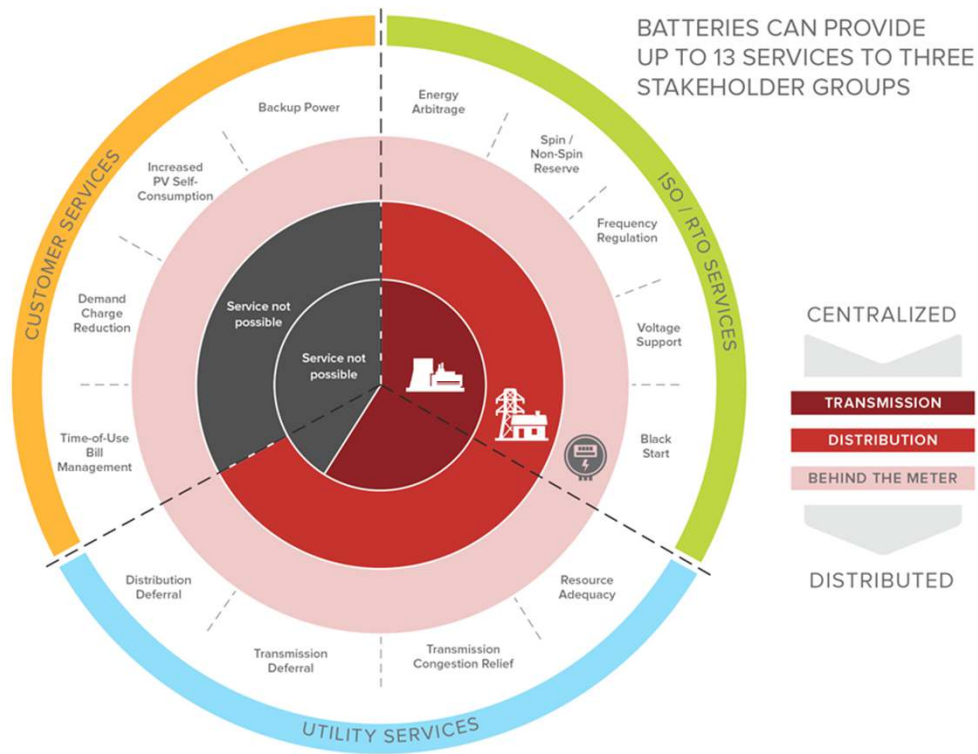 BATTERIES CAN PROVIDE
UP TO 13 SERVICES TO THREE
STAKEHOLDER GROUPS
CUSTOMER SERVICES
Backup Power
Increased
PV Self-
Consumption
Demand
Charge
Reduction
Time-of-Use
Bill
Management
ISO / RTO SERVICES
Energy
Arbitrage
Spin /
Non-Spin
Reserve
Frequency
Regulation
Voltage
Support
Black
Start
Service not
possible
Service not
possible
UTILITY SERVICES
Distribution
Deferral
Transmission
Deferral
Transmission
Congestion Relief
Resource
Adequacy
CENTRALIZED
TRANSMISSION
DISTRIBUTION
BEHIND THE METER
DISTRIBUTED